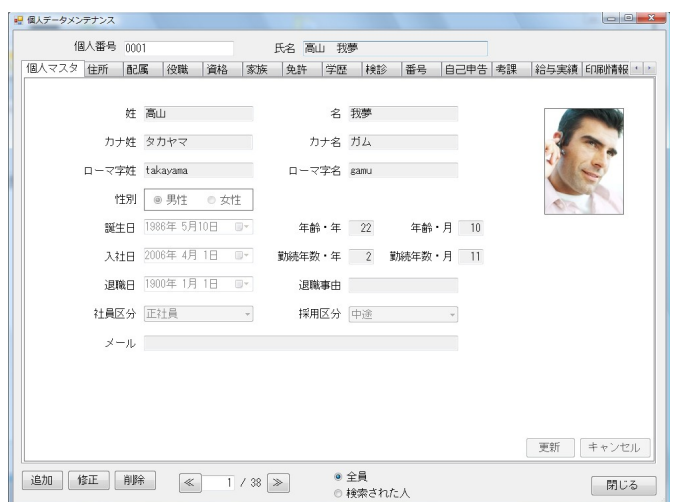 個人データメンテナンス
個人番号 0001 氏名 高山 我夢
個人マスタ 住所 配属 役職 資格 家族 免許 学歴 検診 番号 自己申告 考課 給与実績 印刷情報
姓 高山 名 我夢
カナ姓 タカヤマ カナ名 ガム
ローマ字姓 takayama ローマ字名 gamu
性別 男性 女性
誕生日 1986年 5月10日 年齢・年 22 年齢・月 10
入社日 2006年 4月 1日 勤続年数・年 2 勤続年数・月 11
退職日 1900年 1月 1日 退職事由
社員区分 正社員 採用区分 中途
メール
更新 キャンセル
追加 修正 削除 ≪ 1 / 38 ≫ 全員
検索された人 閉じる